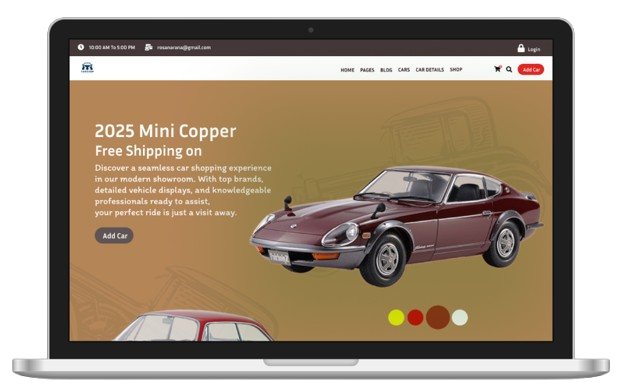 10:00 AM To 5:00 PM
rosanarana@gmail.com
Login
HOME PAGES BLOG CARS CAR DETAILS SHOP
Add Car
2025 Mini Copper
Free Shipping on
Discover a seamless car shopping experience
in our modern showroom. With top brands,
detailed vehicle displays, and knowledgeable
professionals ready to assist,
your perfect ride is just a visit away.
Add Car